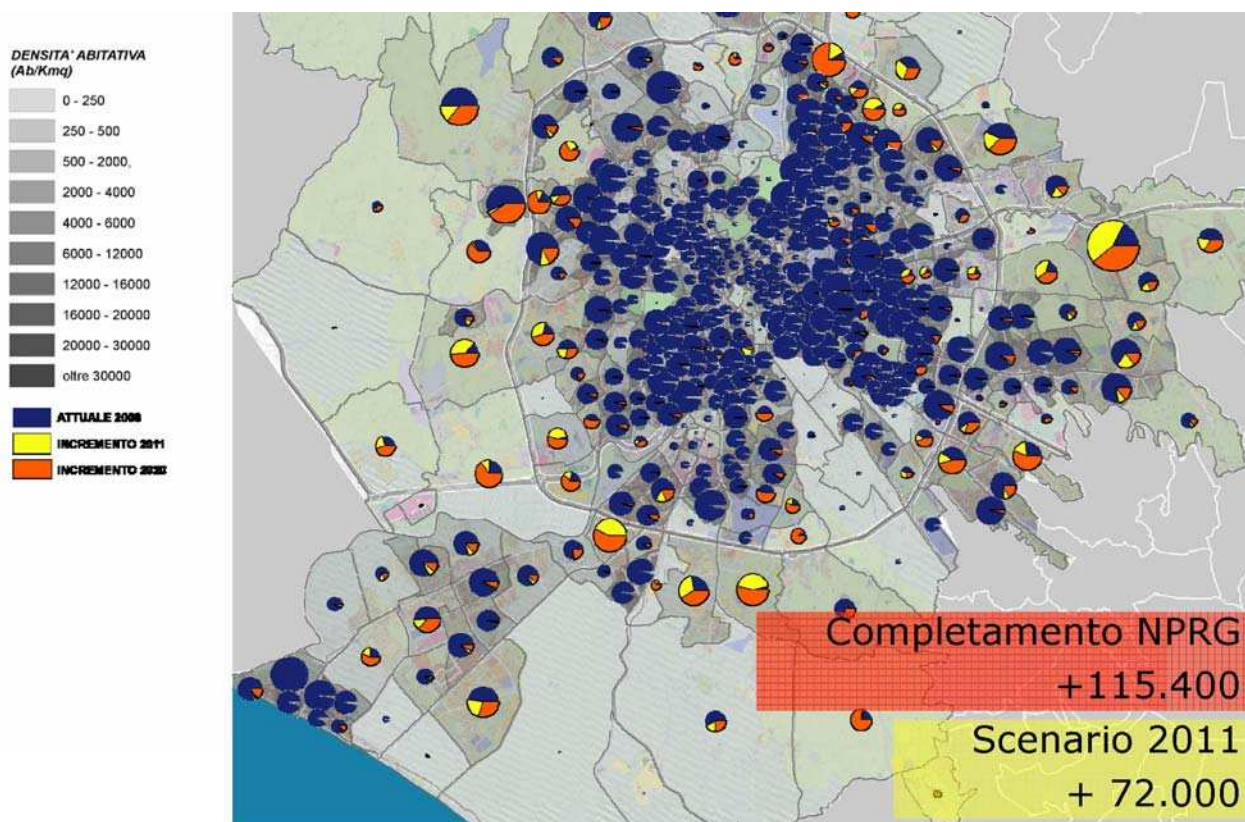 DENSITA' ABITATIVA
(Ab/Kmq)
0 - 250
250 - 500
500 - 2000,
2000 - 4000
4000 - 6000
6000 - 12000
12000 - 16000
16000 - 20000
20000 - 30000
oltre 30000
ATTUALE
INCREMENTO 2011
INCREMENTO
Completamento NPRG
+115.400
Scenario 2011
+ 72.000